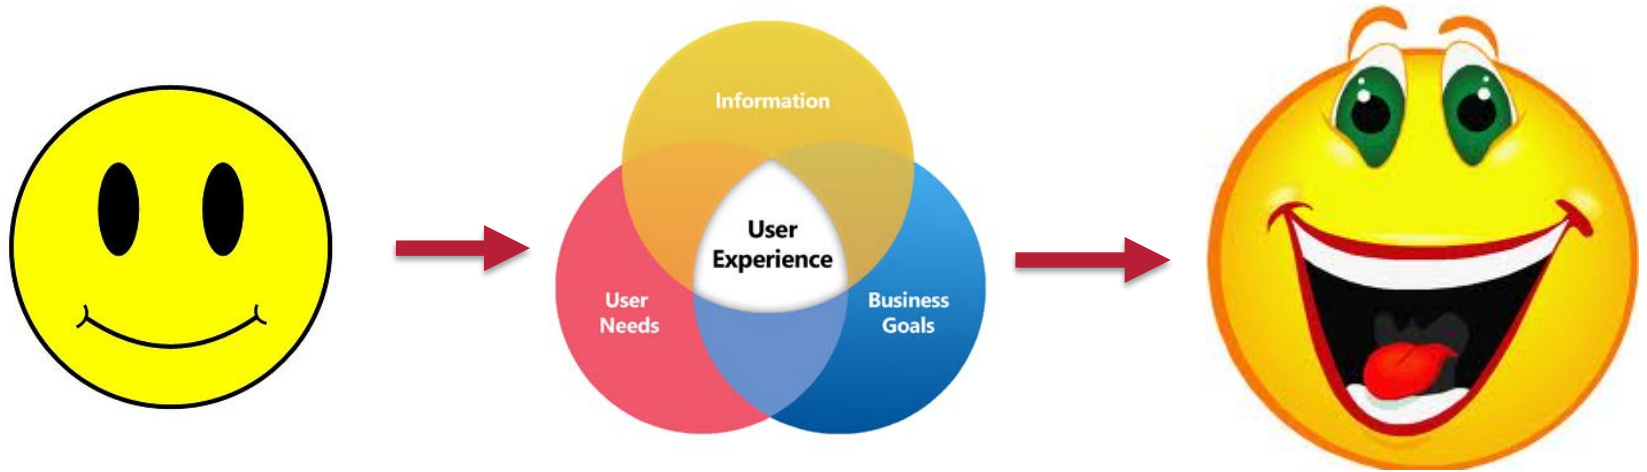 Information
User
Experience
User
Needs
Business
Goals